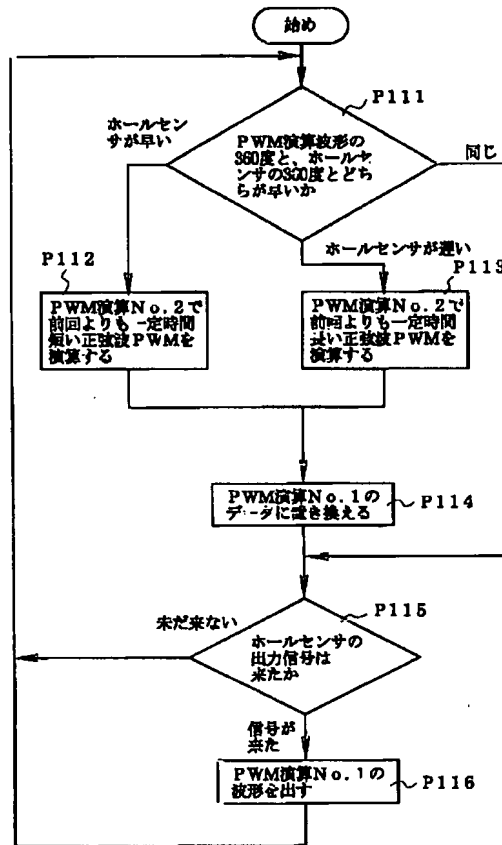 始め
P111
ホールセン
サが早い
PWM演算波形の
360度と、ホールセ
ンサの360度とどち
らが早いか
同じ
ホールセンサが遅い
P112
P113
PWM演算No.2で
前回よりも一定時間
短い正弦波PWMを
演算する
PWM演算No.2で
前回よりも一定時間
長い正弦波PWMを
演算する
PWM演算No.1の
データに置き換える
P114
P115
未だ来ない
ホールセンサの
出力信号は
来たか
信号が
来た
PWM演算No.1の
波形を出す
P116